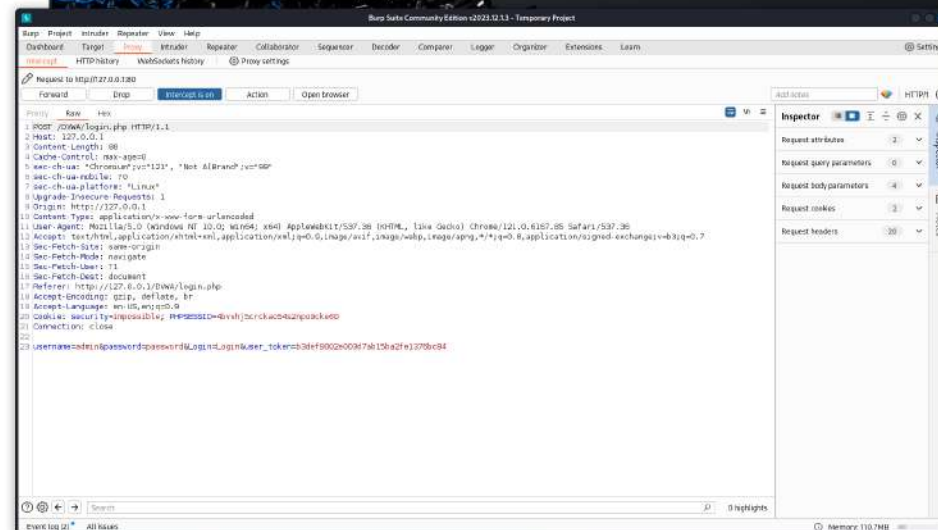 Burp Suite Community Edition v2023.12.1.3 - Temporary Project
Burp Project Intruder Repeater View Help
Dashboard Target Proxy Intruder Repeater Collaborator Sequencer Decoder Comparer Logger Organizer Extensions Learn
Intercept HTTP history WebSockets history Proxy settings
Request to http://127.0.0.1:80
Forward Drop Intercept is on Action Open browser Add notes
Pretty Raw Hex
Inspector
1 POST /DVWA/login.php HTTP/1.1
2 Host: 127.0.0.1
3 Content-Length: 88
4 Cache-Control: max-age=0
5 sec-ch-ua: "Chromium";v="121", "Not A(Brand";v="99"
6 sec-ch-ua-mobile: ?0
7 sec-ch-ua-platform: "Linux"
8 Upgrade-Insecure-Requests: 1
9 Origin: http://127.0.0.1
10 Content-Type: application/x-www-form-urlencoded
11 User-Agent: Mozilla/5.0 (Windows NT 10.0; Win64; x64) AppleWebKit/537.36 (KHTML, like Gecko) Chrome/121.0.6167.85 Safari/537.36
12 Accept: text/html,application/xhtml+xml,application/xml;q=0.9,image/avif,image/webp,image/apng,*/*;q=0.8,application/signed-exchange;v=b3;q=0.7
13 Sec-Fetch-Site: same-origin
14 Sec-Fetch-Mode: navigate
15 Sec-Fetch-User: ?1
16 Sec-Fetch-Dest: document
17 Referer: http://127.0.0.1/DVWA/login.php
18 Accept-Encoding: gzip, deflate, br
19 Accept-Language: en-US,en;q=0.9
20 Cookie: security=impossible;
21 Connection: close
22
23 username=admin&password=password&Login=Login&user_token=
Request attributes 2
Request query parameters 0
Request body parameters 4
Request cookies 2
Request headers 20
Search 0 highlights
Event log (2) All issues Memory: 110.7MB